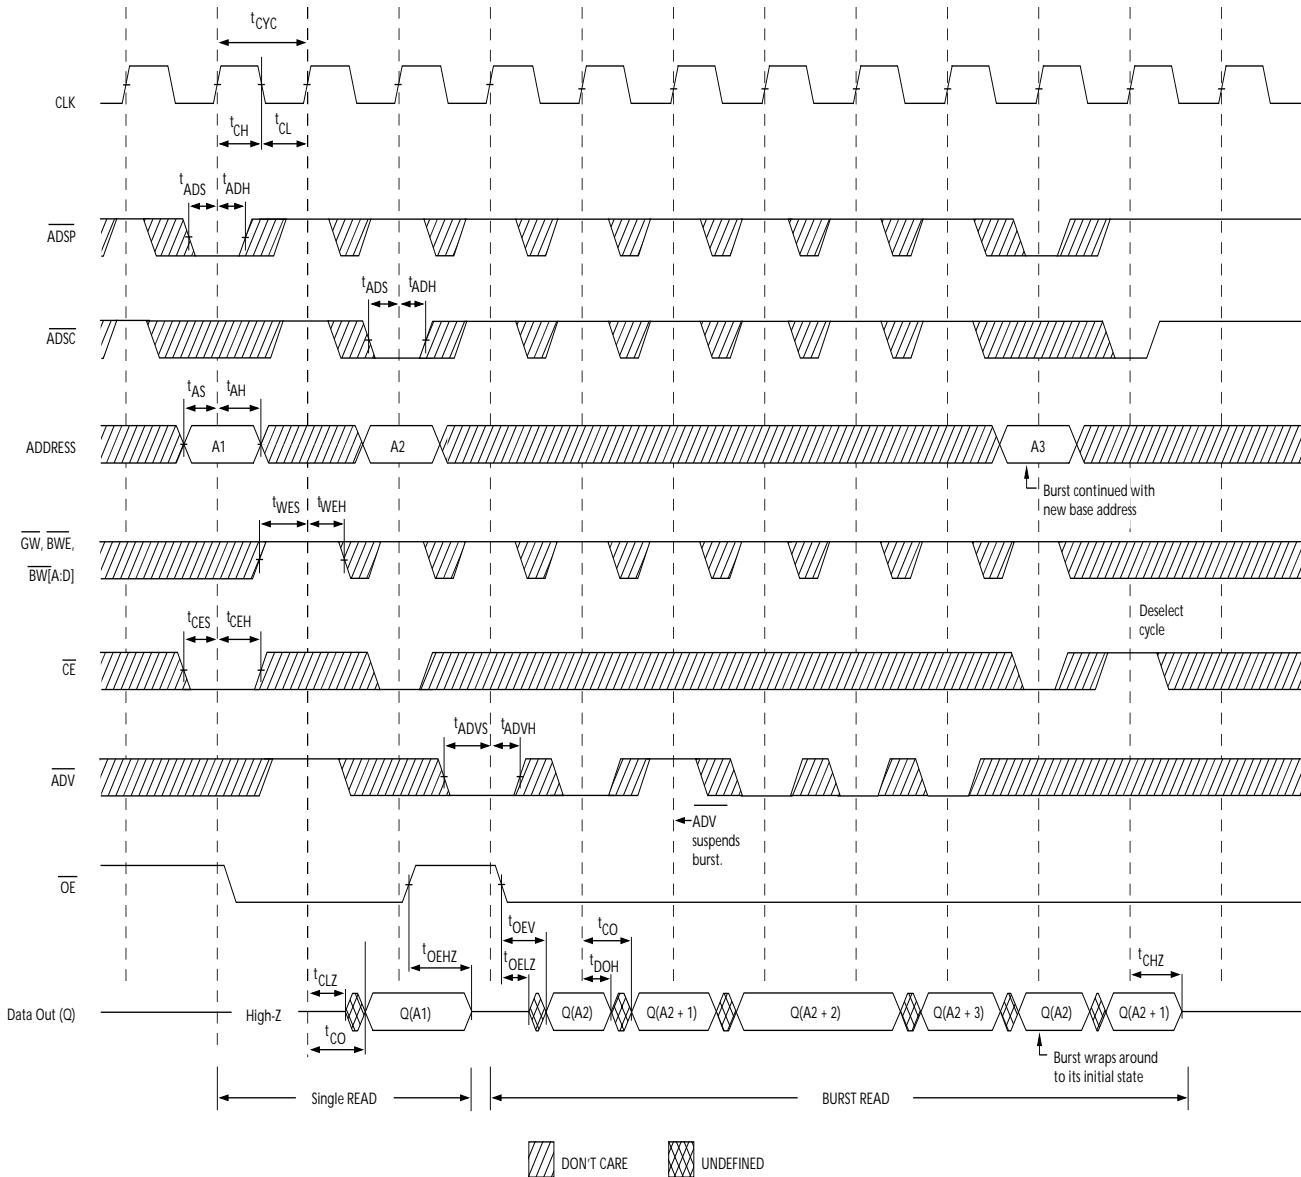 tCYC
CLK
tCH tCL
tADS tADH
ADSP
tADS tADH
ADSC
tAS tAH
ADDRESS A1 A2 A3
Burst continued with
new base address
tWES tWEH
GW, BWE,
BW[A:D]
Deselect
cycle
tCES tCEH
CE
tADVS tADVH
ADV
ADV
suspends
burst.
OE
tOEV tCO
tOEHZ tOELZ tDOH tCHZ
tCLZ
Data Out (Q) High-Z Q(A1) Q(A2) Q(A2 + 1) Q(A2 + 2) Q(A2 + 3) Q(A2) Q(A2 + 1)
tCO
Burst wraps around
to its initial state
Single READ BURST READ
DON'T CARE UNDEFINED